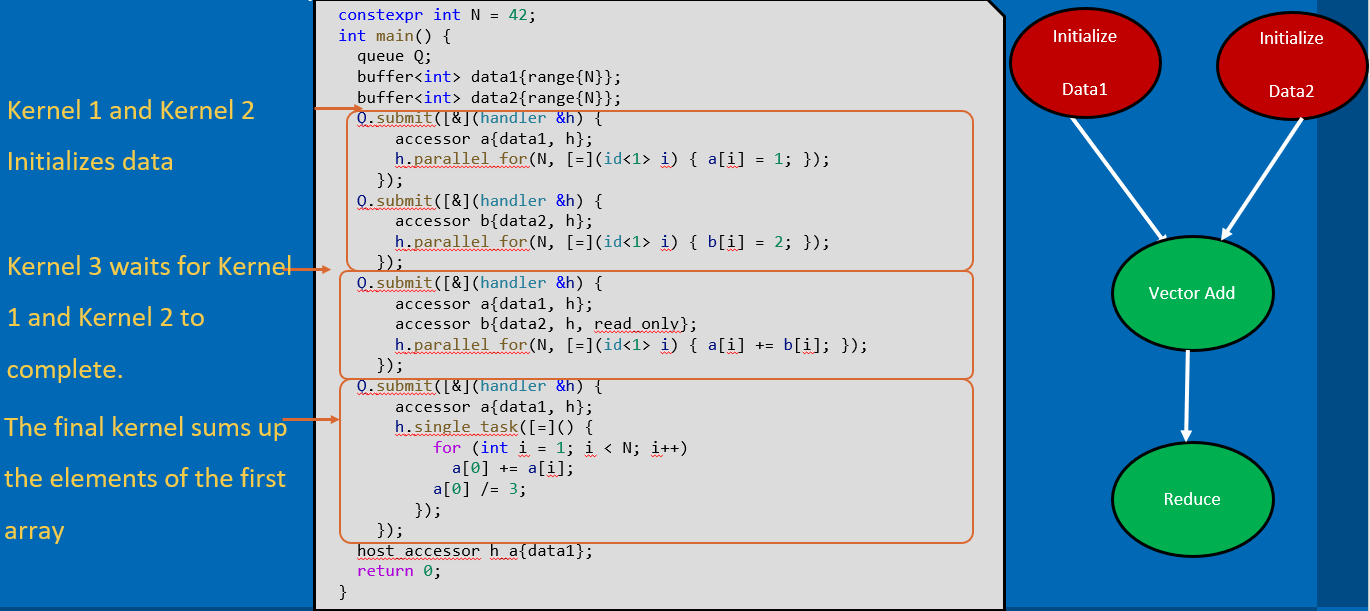 Kernel 1 and Kernel 2
Initializes data
Kernel 3 waits for Kernel
1 and Kernel 2 to
complete.
The final kernel sums up
the elements of the first
array
constexpr int N = 42;
int main() {
queue Q;
buffer<int> data1{range{N}};
buffer<int> data2{range{N}};
Q.submit([&](handler &h) {
accessor a{data1, h};
h.parallel_for(N, [=](id<1> i) { a[i] = 1; });
});
Q.submit([&](handler &h) {
accessor b{data2, h};
h.parallel_for(N, [=](id<1> i) { b[i] = 2; });
});
Q.submit([&](handler &h) {
accessor a{data1, h};
accessor b{data2, h, read_only};
h.parallel_for(N, [=](id<1> i) { a[i] += b[i]; });
});
Q.submit([&](handler &h) {
accessor a{data1, h};
h.single_task([=]() {
for (int i = 1; i < N; i++)
a[0] += a[i];
a[0] /= 3;
});
});
host_accessor h_a{data1};
return 0;
}
Initialize
Data1
Initialize
Data2
Vector Add
Reduce